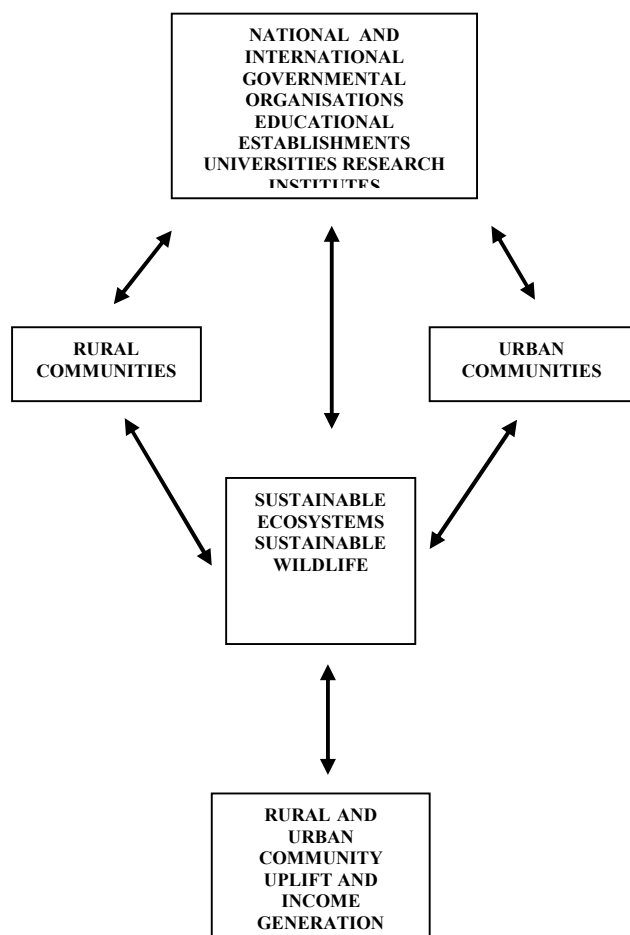 NATIONAL AND
INTERNATIONAL
GOVERNMENTAL
ORGANISATIONS
EDUCATIONAL
ESTABLISHMENTS
UNIVERSITIES RESEARCH
INSTITUTES
RURAL
COMMUNITIES
URBAN
COMMUNITIES
SUSTAINABLE
ECOSYSTEMS
SUSTAINABLE
WILDLIFE
RURAL AND
URBAN
COMMUNITY
UPLIFT AND
INCOME
GENERATION